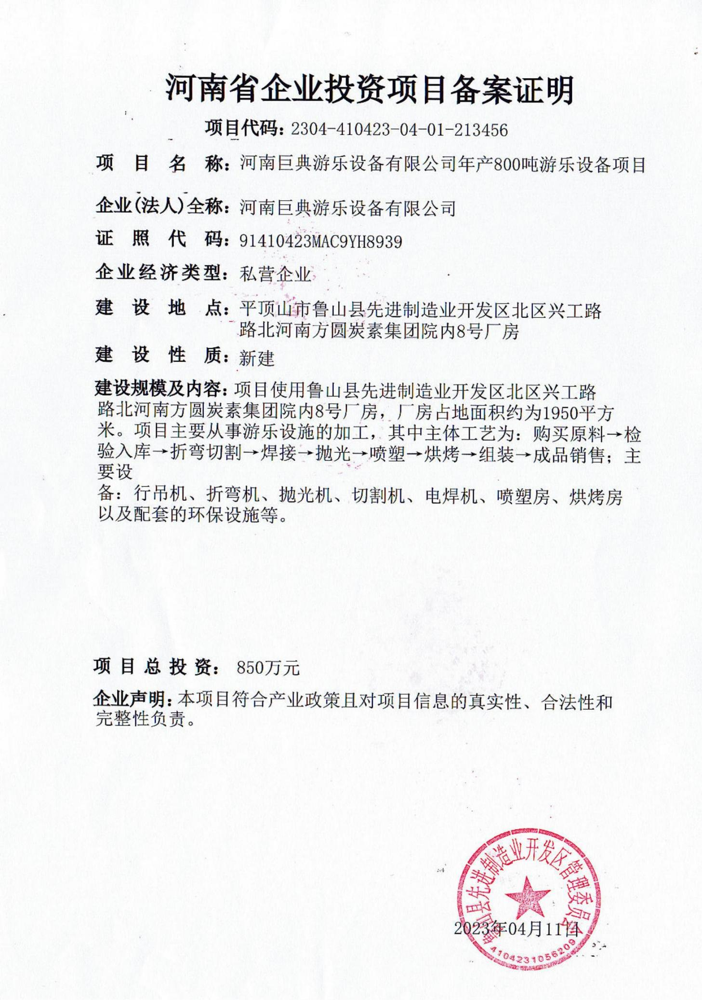 河南省企业投资项目备案证明
项目代码：2304-410423-04-01-213456
项目名称：河南巨典游乐设备有限公司年产800吨游乐设备项目
企业(法人)全称：河南巨典游乐设备有限公司
证照代码：91410423MAC9YH8939
企业经济类型：私营企业
建设地点：平顶山市鲁山县先进制造业开发区北区兴工路
路北河南方圆炭素集团院内8号厂房
建设性质：新建
建设规模及内容：项目使用鲁山县先进制造业开发区北区兴工路
路北河南方圆炭素集团院内8号厂房，厂房占地面积约为1950平方
米。项目主要从事游乐设施的加工，其中主体工艺为：购买原料→检
验入库→折弯切割→焊接→抛光→喷塑→烘烤→组装→成品销售；主
要设
备：行吊机、折弯机、抛光机、切割机、电焊机、喷塑房、烘烤房
以及配套的环保设施等。
项目总投资：850万元
企业声明：本项目符合产业政策且对项目信息的真实性、合法性和
完整性负责。
鲁山县先进制造业开发区管理委员会
2023年04月11日
4104231056209